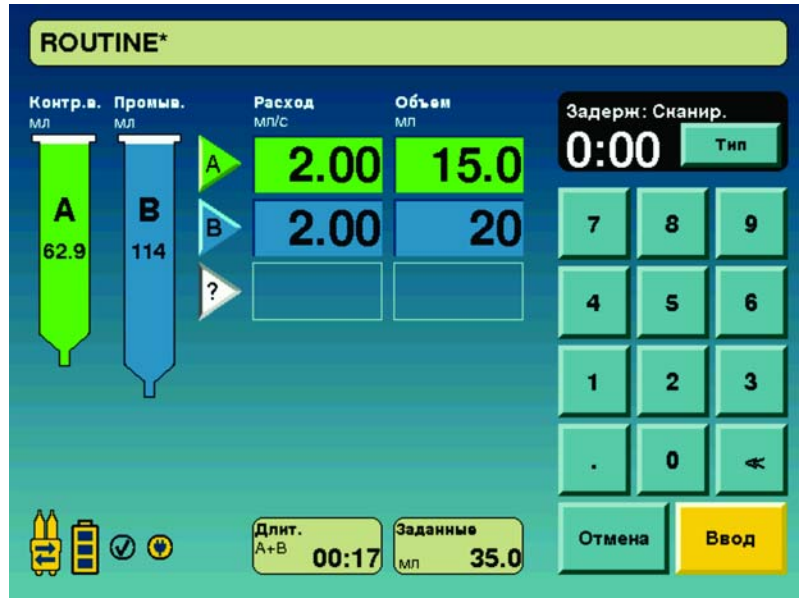 ROUTINE*
Контр.в. Промыв. Расход Объем
мл мл мл/с мл
Задерж: Сканир.
0:00 Тип
A 2.00 15.0
A B
62.9 114
B 2.00 20
?
7 8 9
4 5 6
1 2 3
. 0 ≪
Длит. Заданные
A+B 00:17 мл 35.0
Отмена Ввод